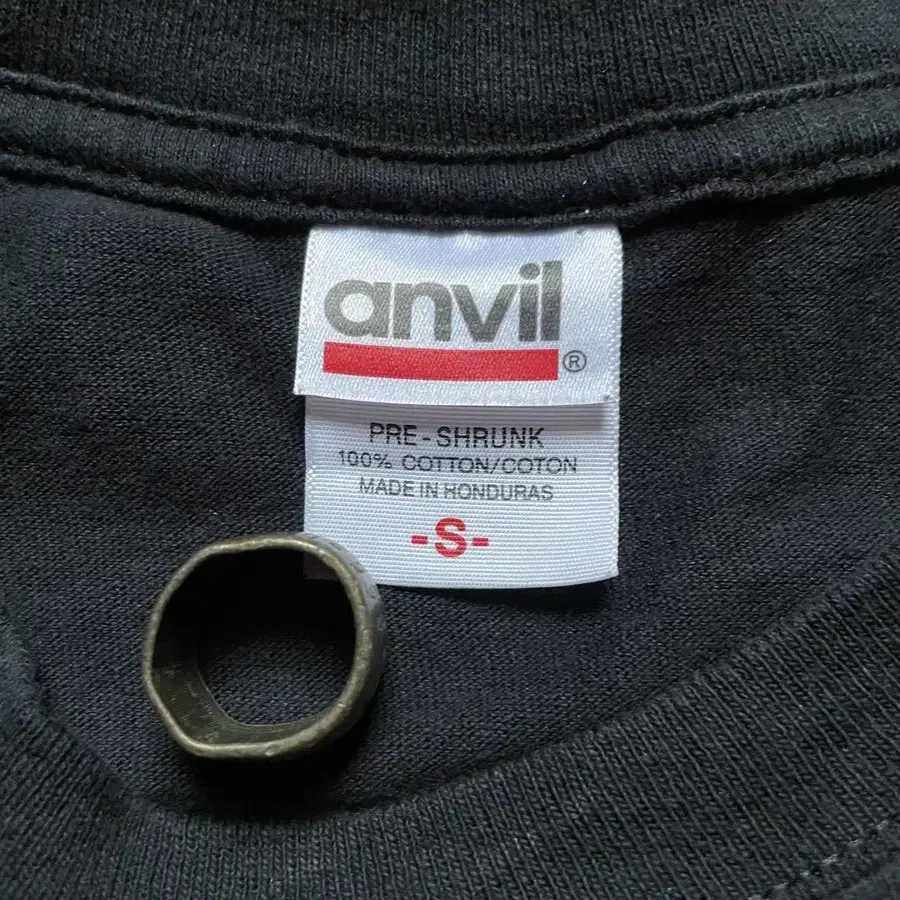 anvil®
PRE-SHRUNK
100% COTTON/COTON
MADE IN HONDURAS
-S-